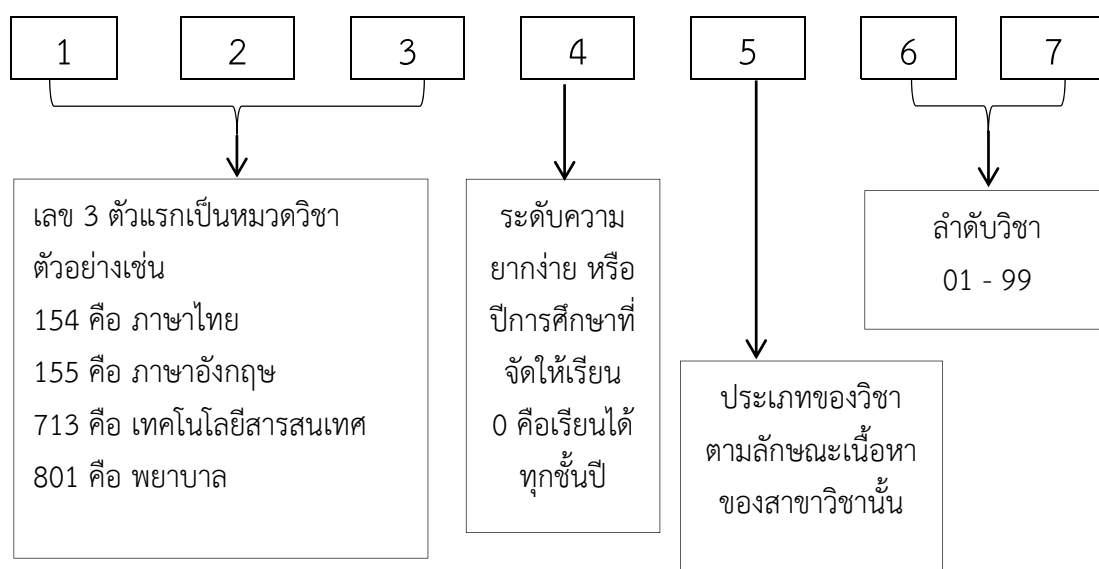 1 2 3 4 5 6 7
เลข 3 ตัวแรกเป็นหมวดวิชา
ตัวอย่างเช่น
154 คือ ภาษาไทย
155 คือ ภาษาอังกฤษ
713 คือ เทคโนโลยีสารสนเทศ
801 คือ พยาบาล
ระดับความ
ยากง่าย หรือ
ปีการศึกษาที่
จัดให้เรียน
0 คือเรียนได้
ทุกชั้นปี
ประเภทของวิชา
ตามลักษณะเนื้อหา
ของสาขาวิชานั้น
ลำดับวิชา
01 - 99